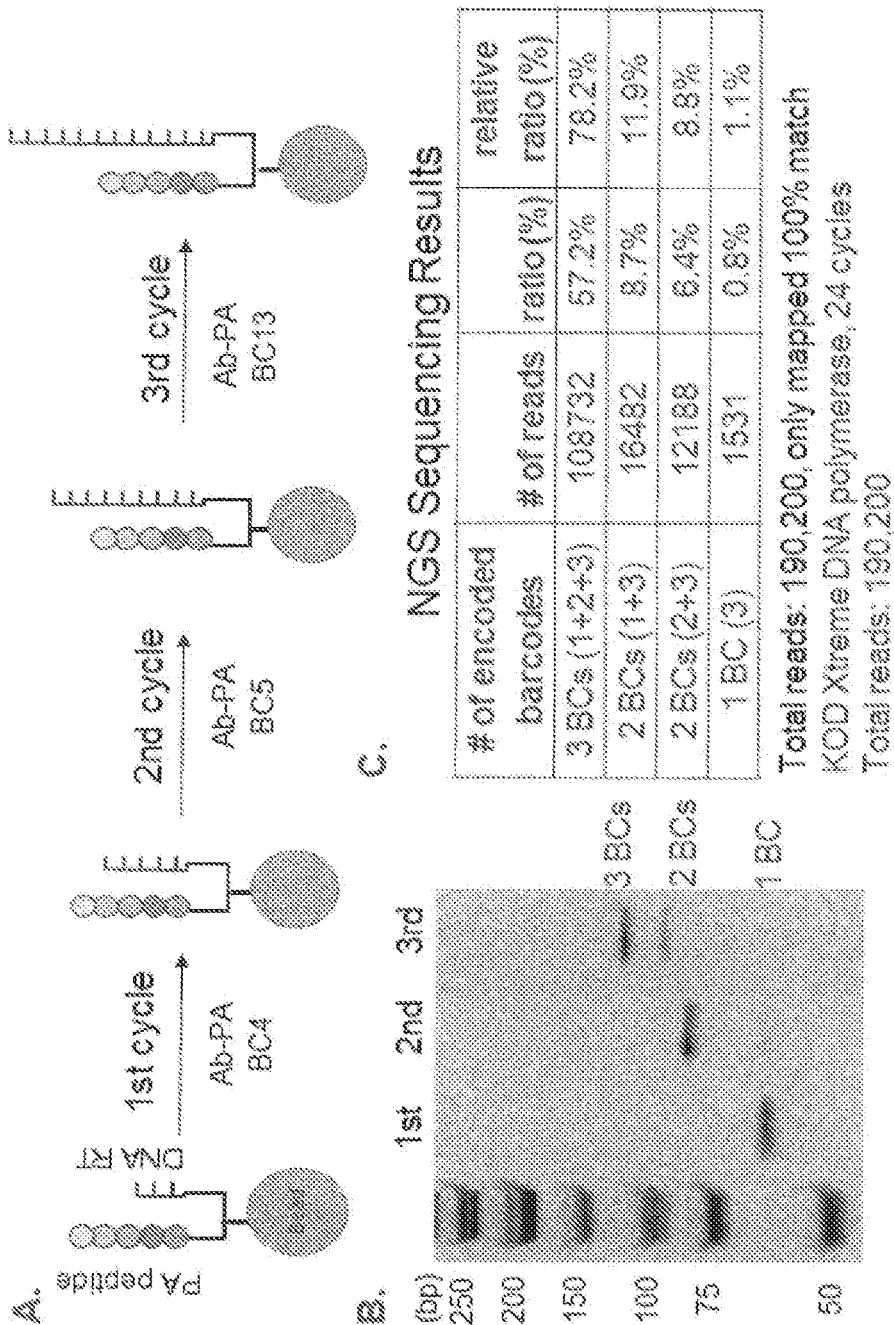 A.
PA peptide
DNA RT
1st cycle
Ab-PA
BC4
2nd cycle
Ab-PA
BC5
3rd cycle
Ab-PA
BC13
B.
(bp)
250
200
150
100
75
50
1st
2nd
3rd
3 BCs
2 BCs
1 BC
C.
NGS Sequencing Results
# of encoded barcodes # of reads ratio(%) relative ratio(%)
3 BCs (1+2+3) 108732 57.2% 78.2%
2 BCs (1+3) 16482 8.7% 11.9%
2 BCs (2+3) 12188 6.4% 8.8%
1 BC (3) 1531 0.8% 1.1%
Total reads: 190,200, only mapped 100% match
KOD Xtreme DNA polymerase, 24 cycles
Total reads: 190,200